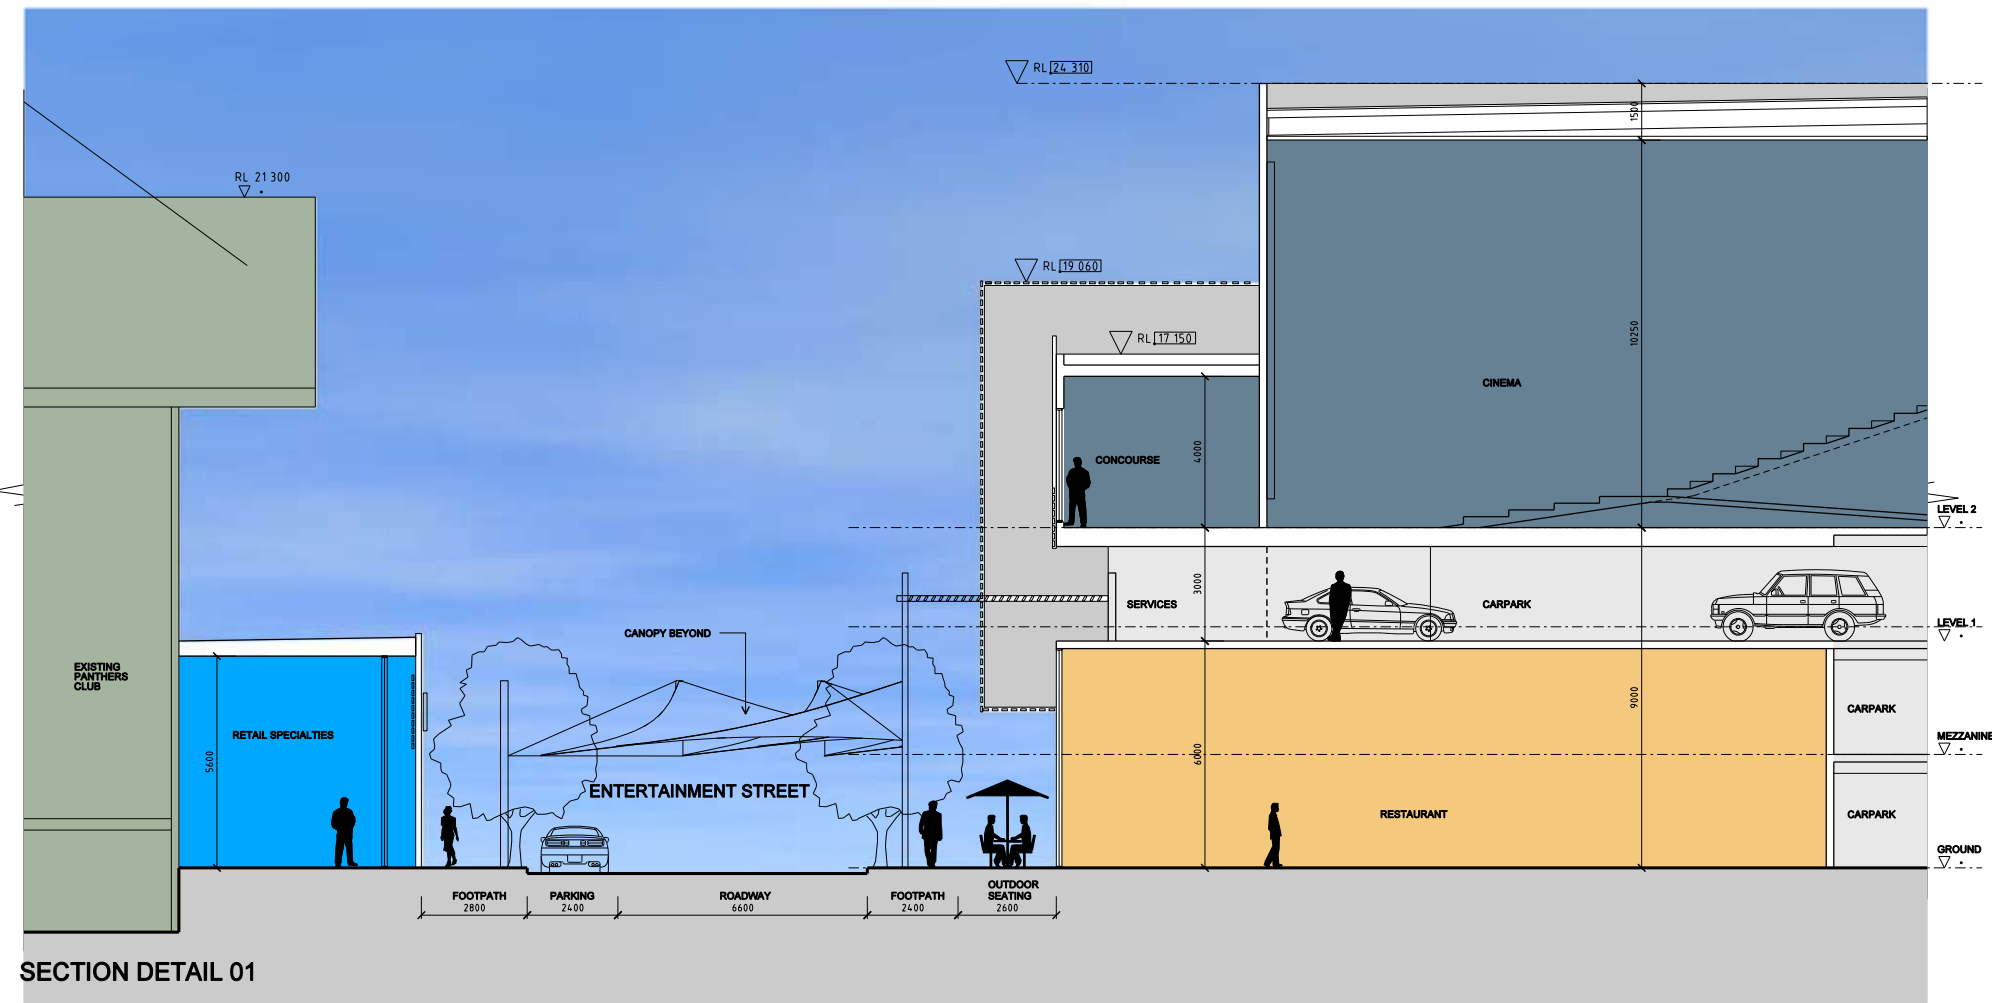 RL 24 310
1500
RL 21 300
RL 19 060
RL 17 150
10250
CINEMA
4000
CONCOURSE
LEVEL 2
3000
SERVICES
CARPARK
LEVEL 1
CANOPY BEYOND
EXISTING
PANTHERS
CLUB
RETAIL SPECIALTIES
5600
9000
CARPARK
MEZZANINE
6000
ENTERTAINMENT STREET
RESTAURANT
CARPARK
GROUND
FOOTPATH
2800
PARKING
2400
ROADWAY
6600
FOOTPATH
2400
OUTDOOR
SEATING
2600
SECTION DETAIL 01